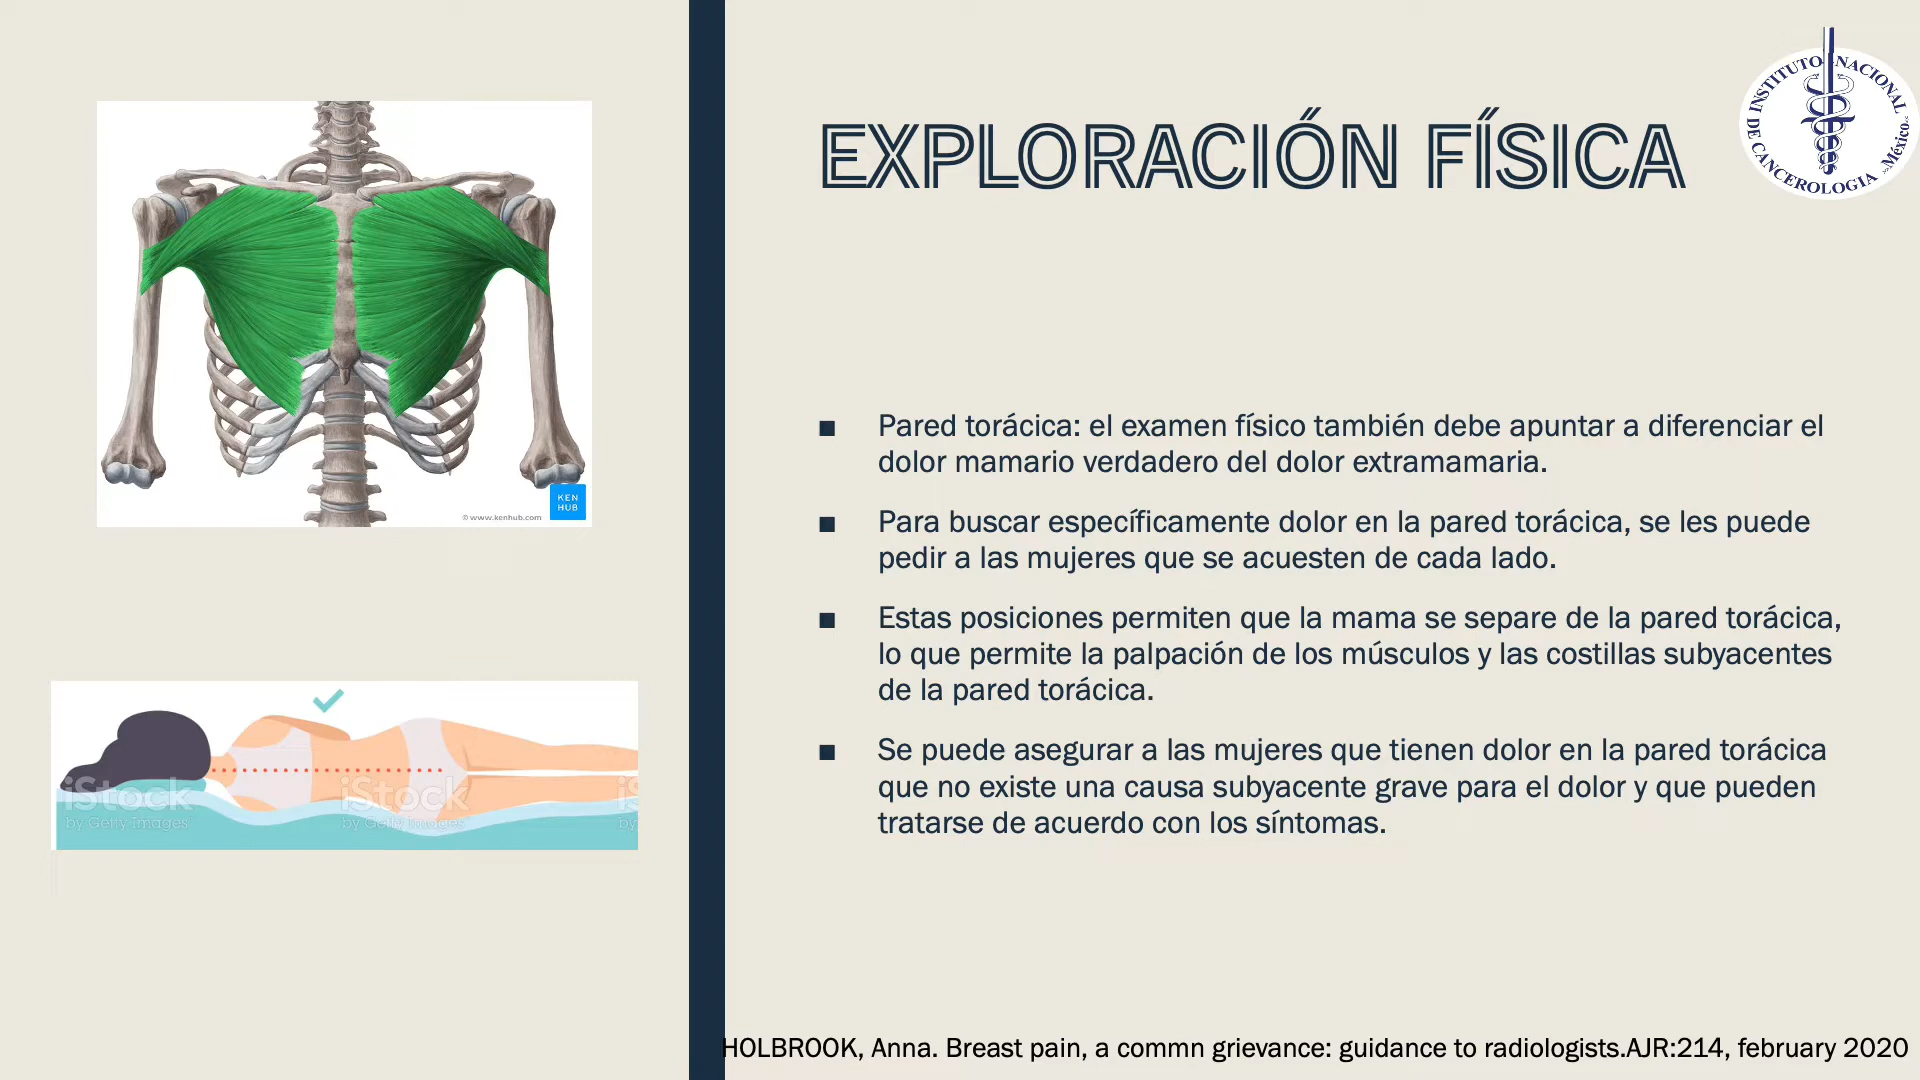 EXPLORACIÓN FÍSICA
INSTITUTO NACIONAL
DE CANCEROLOGIA
México
KEN
HUB
© www.kenhub.com
■ Pared torácica: el examen físico también debe apuntar a diferenciar el
dolor mamario verdadero del dolor extramamaria.
■ Para buscar específicamente dolor en la pared torácica, se les puede
pedir a las mujeres que se acuesten de cada lado.
■ Estas posiciones permiten que la mama se separe de la pared torácica,
lo que permite la palpación de los músculos y las costillas subyacentes
de la pared torácica.
■ Se puede asegurar a las mujeres que tienen dolor en la pared torácica
que no existe una causa subyacente grave para el dolor y que pueden
tratarse de acuerdo con los síntomas.
iStock
by Getty Images
iStock
by Getty Images
iS
by
HOLBROOK, Anna. Breast pain, a commn grievance: guidance to radiologists.AJR:214, february 2020